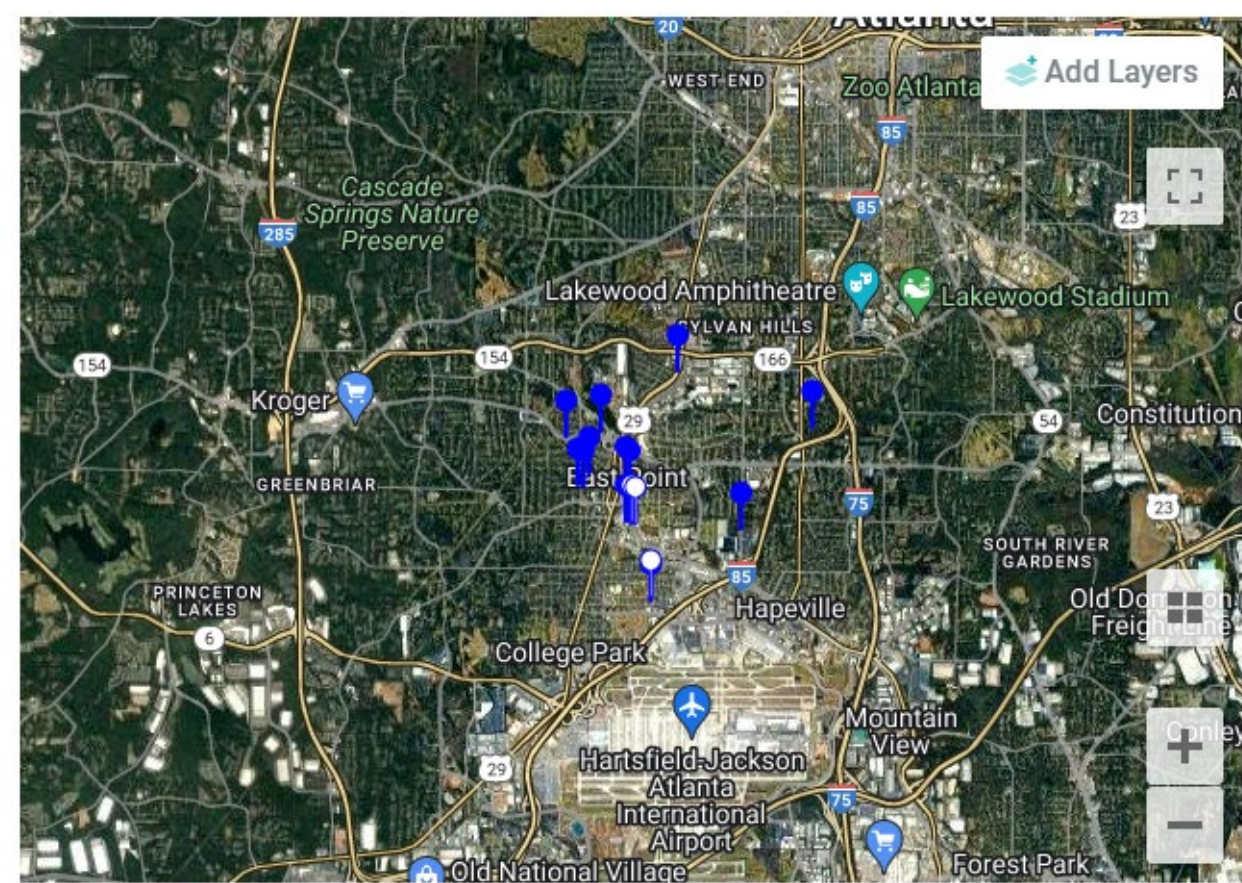 Atlanta
20
WEST END
Zoo Atlanta
Add Layers
85
Cascade
Springs Nature
Preserve
85
23
285
Lakewood Amphitheatre
Lakewood Stadium
SYLVAN HILLS
154
154
166
Kroger
29
54
Constitution
East Point
GREENBRIAR
75
23
SOUTH RIVER
GARDENS
85
PRINCETON
LAKES
Hapeville
Old Dominion
Freight Line
6
College Park
Mountain
View
Conley
Hartsfield-Jackson
Atlanta
International
Airport
29
75
Old National Village
Forest Park